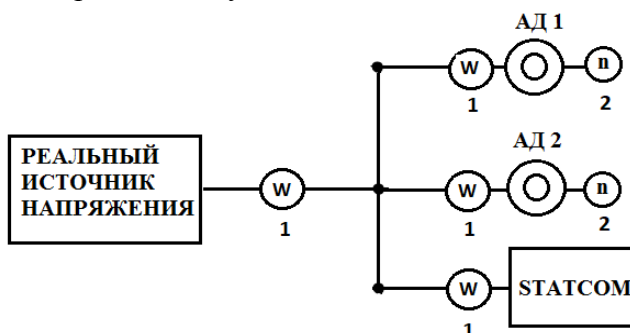 АД 1
W
n
1
2
АД 2
РЕАЛЬНЫЙ
ИСТОЧНИК
НАПРЯЖЕНИЯ
W
W
n
1
1
2
W
STATCOM
1